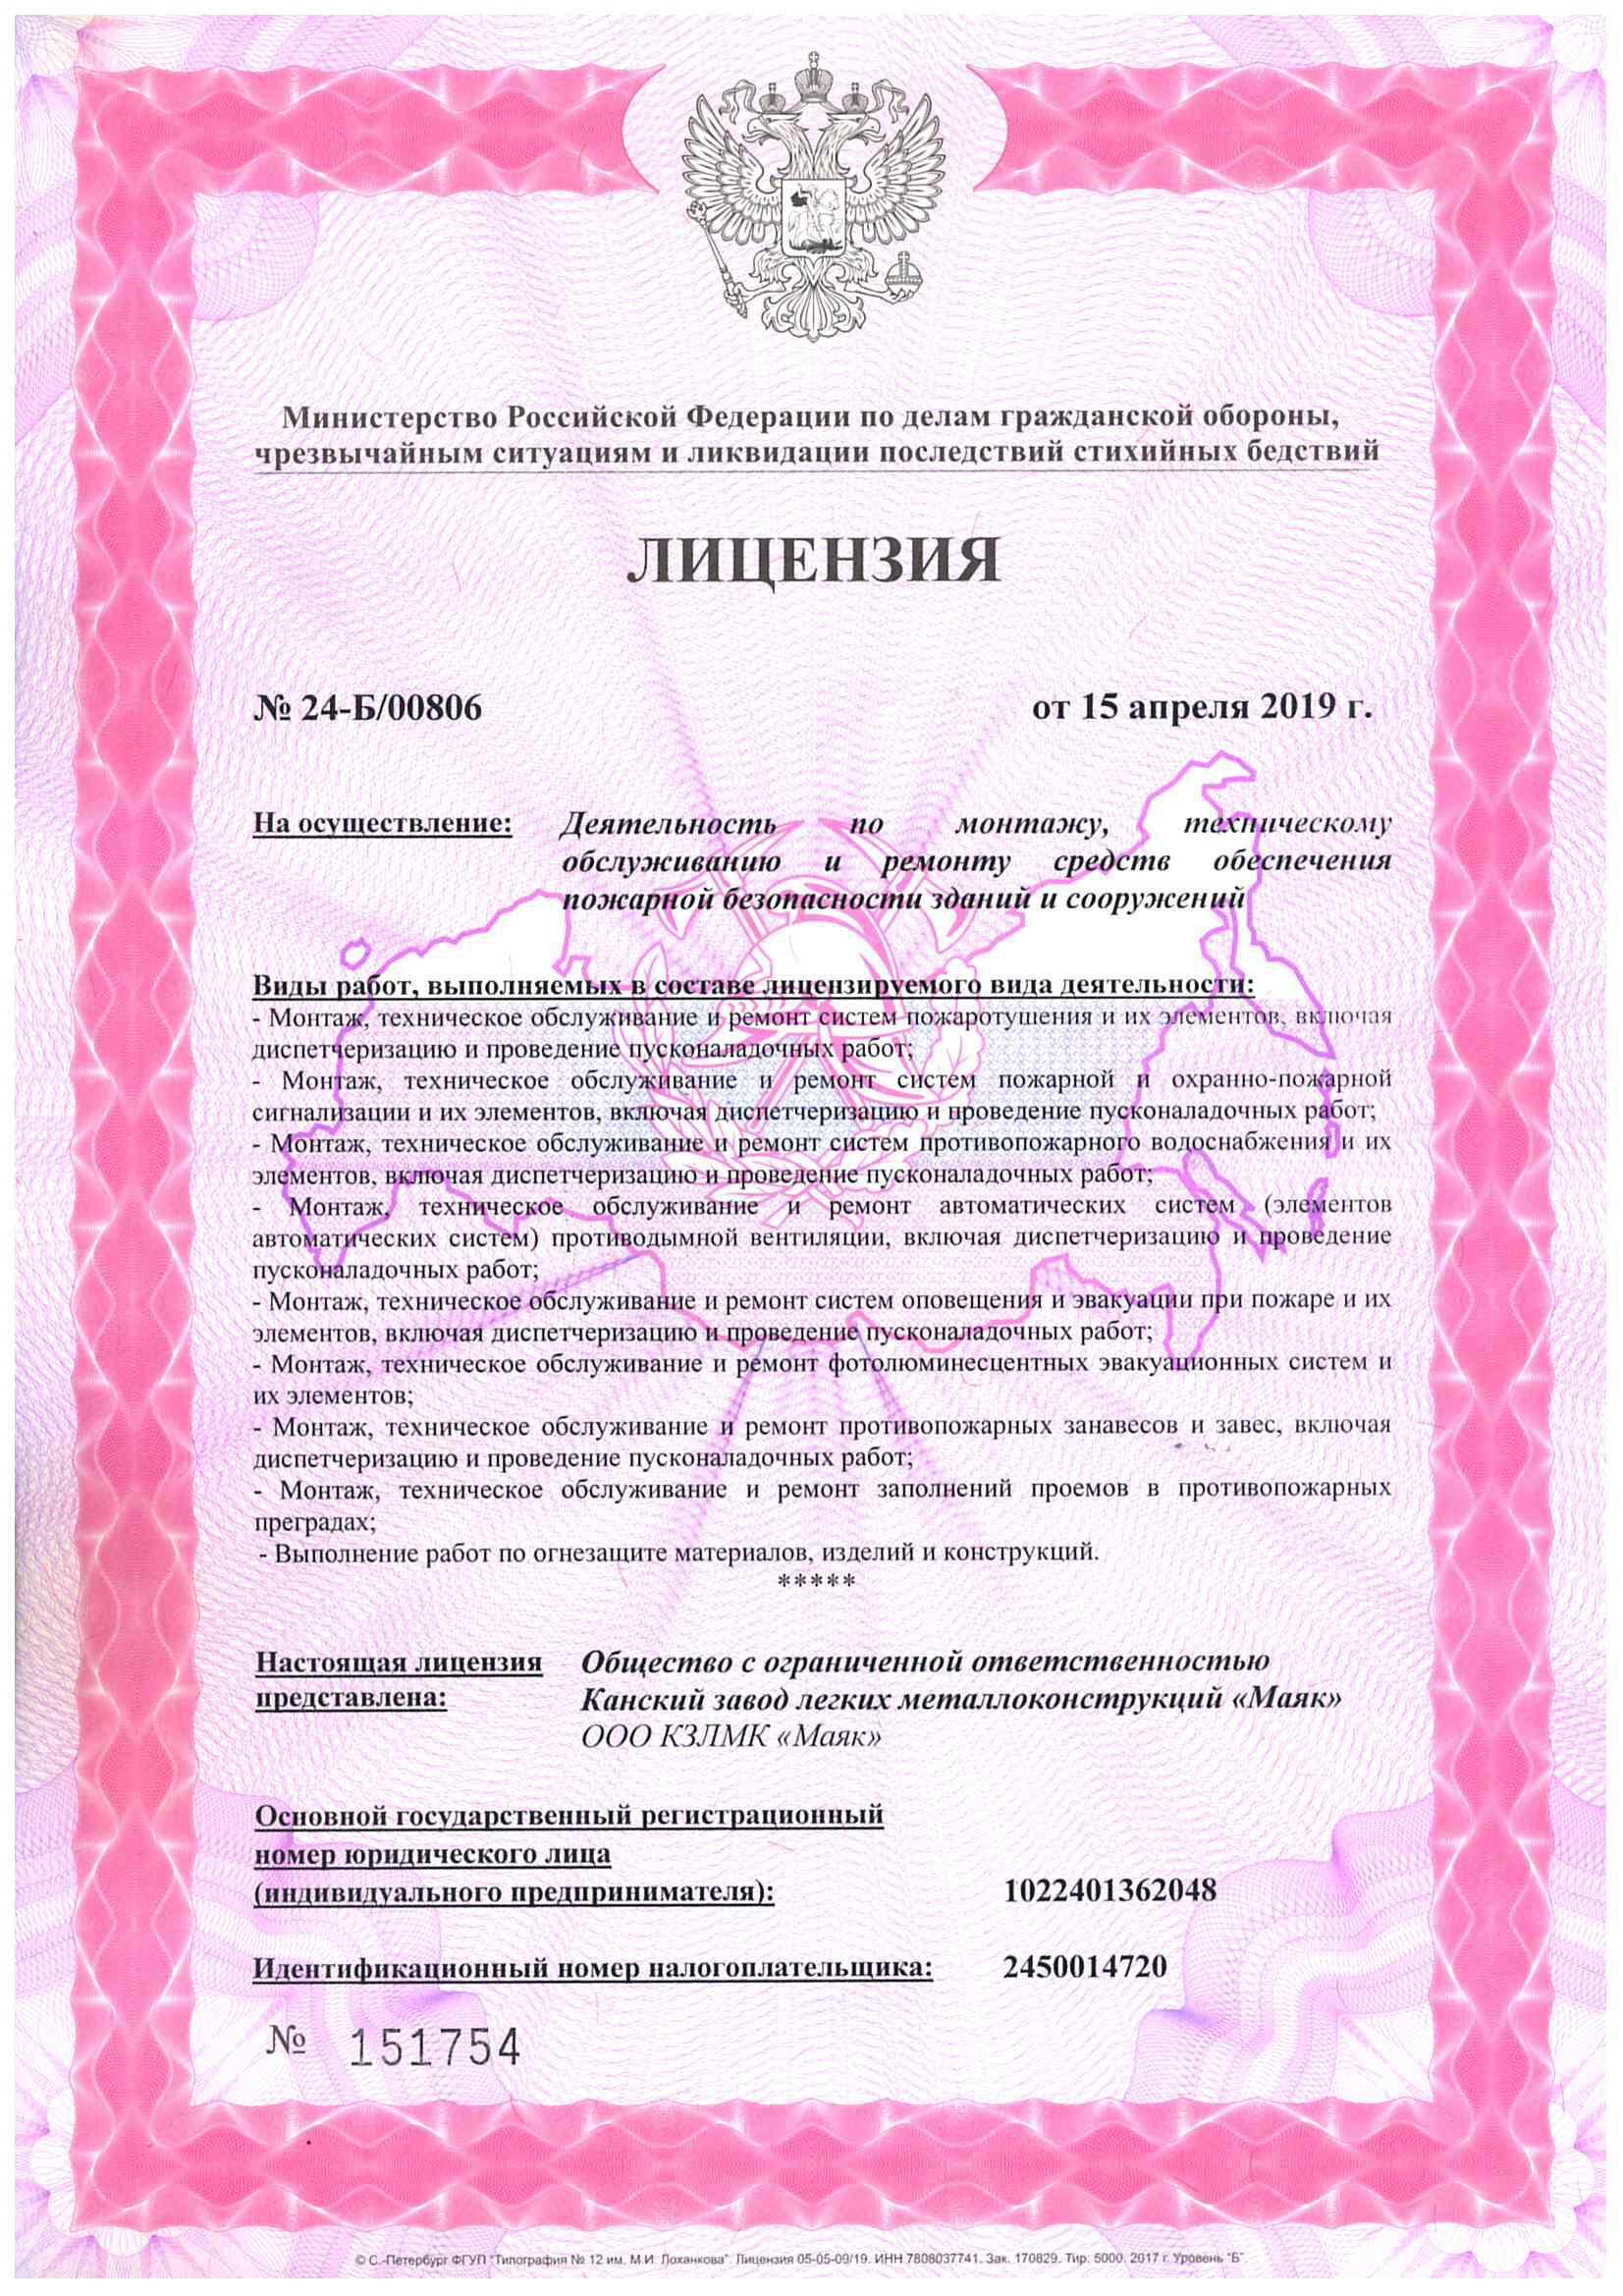 Министерство Российской Федерации по делам гражданской обороны,
чрезвычайным ситуациям и ликвидации последствий стихийных бедствий
ЛИЦЕНЗИЯ
№ 24-Б/00806 от 15 апреля 2019 г.
На осуществление: Деятельность по монтажу, техническому
обслуживанию и ремонту средств обеспечения
пожарной безопасности зданий и сооружений
Виды работ, выполняемых в составе лицензируемого вида деятельности:
- Монтаж, техническое обслуживание и ремонт систем пожаротушения и их элементов, включая
диспетчеризацию и проведение пусконаладочных работ;
- Монтаж, техническое обслуживание и ремонт систем пожарной и охранно-пожарной
сигнализации и их элементов, включая диспетчеризацию и проведение пусконаладочных работ;
- Монтаж, техническое обслуживание и ремонт систем противопожарного водоснабжения и их
элементов, включая диспетчеризацию и проведение пусконаладочных работ;
- Монтаж, техническое обслуживание и ремонт автоматических систем (элементов
автоматических систем) противодымной вентиляции, включая диспетчеризацию и проведение
пусконаладочных работ;
- Монтаж, техническое обслуживание и ремонт систем оповещения и эвакуации при пожаре и их
элементов, включая диспетчеризацию и проведение пусконаладочных работ;
- Монтаж, техническое обслуживание и ремонт фотолюминесцентных эвакуационных систем и
их элементов;
- Монтаж, техническое обслуживание и ремонт противопожарных занавесов и завес, включая
диспетчеризацию и проведение пусконаладочных работ;
- Монтаж, техническое обслуживание и ремонт заполнений проемов в противопожарных
преградах;
- Выполнение работ по огнезащите материалов, изделий и конструкций.
*****
Настоящая лицензия Общество с ограниченной ответственностью
представлена: Канский завод легких металлоконструкций «Маяк»
ООО КЗЛМК «Маяк»
Основной государственный регистрационный
номер юридического лица
(индивидуального предпринимателя): 1022401362048
Идентификационный номер налогоплательщика: 2450014720
№ 151754
© С.-Петербург ФГУП "Типография № 12 им. М.И. Лоханкова". Лицензия 05-05-09/19. ИНН 7808037741. Зак. 170829. Тир. 5000. 2017 г. Уровень "Б".